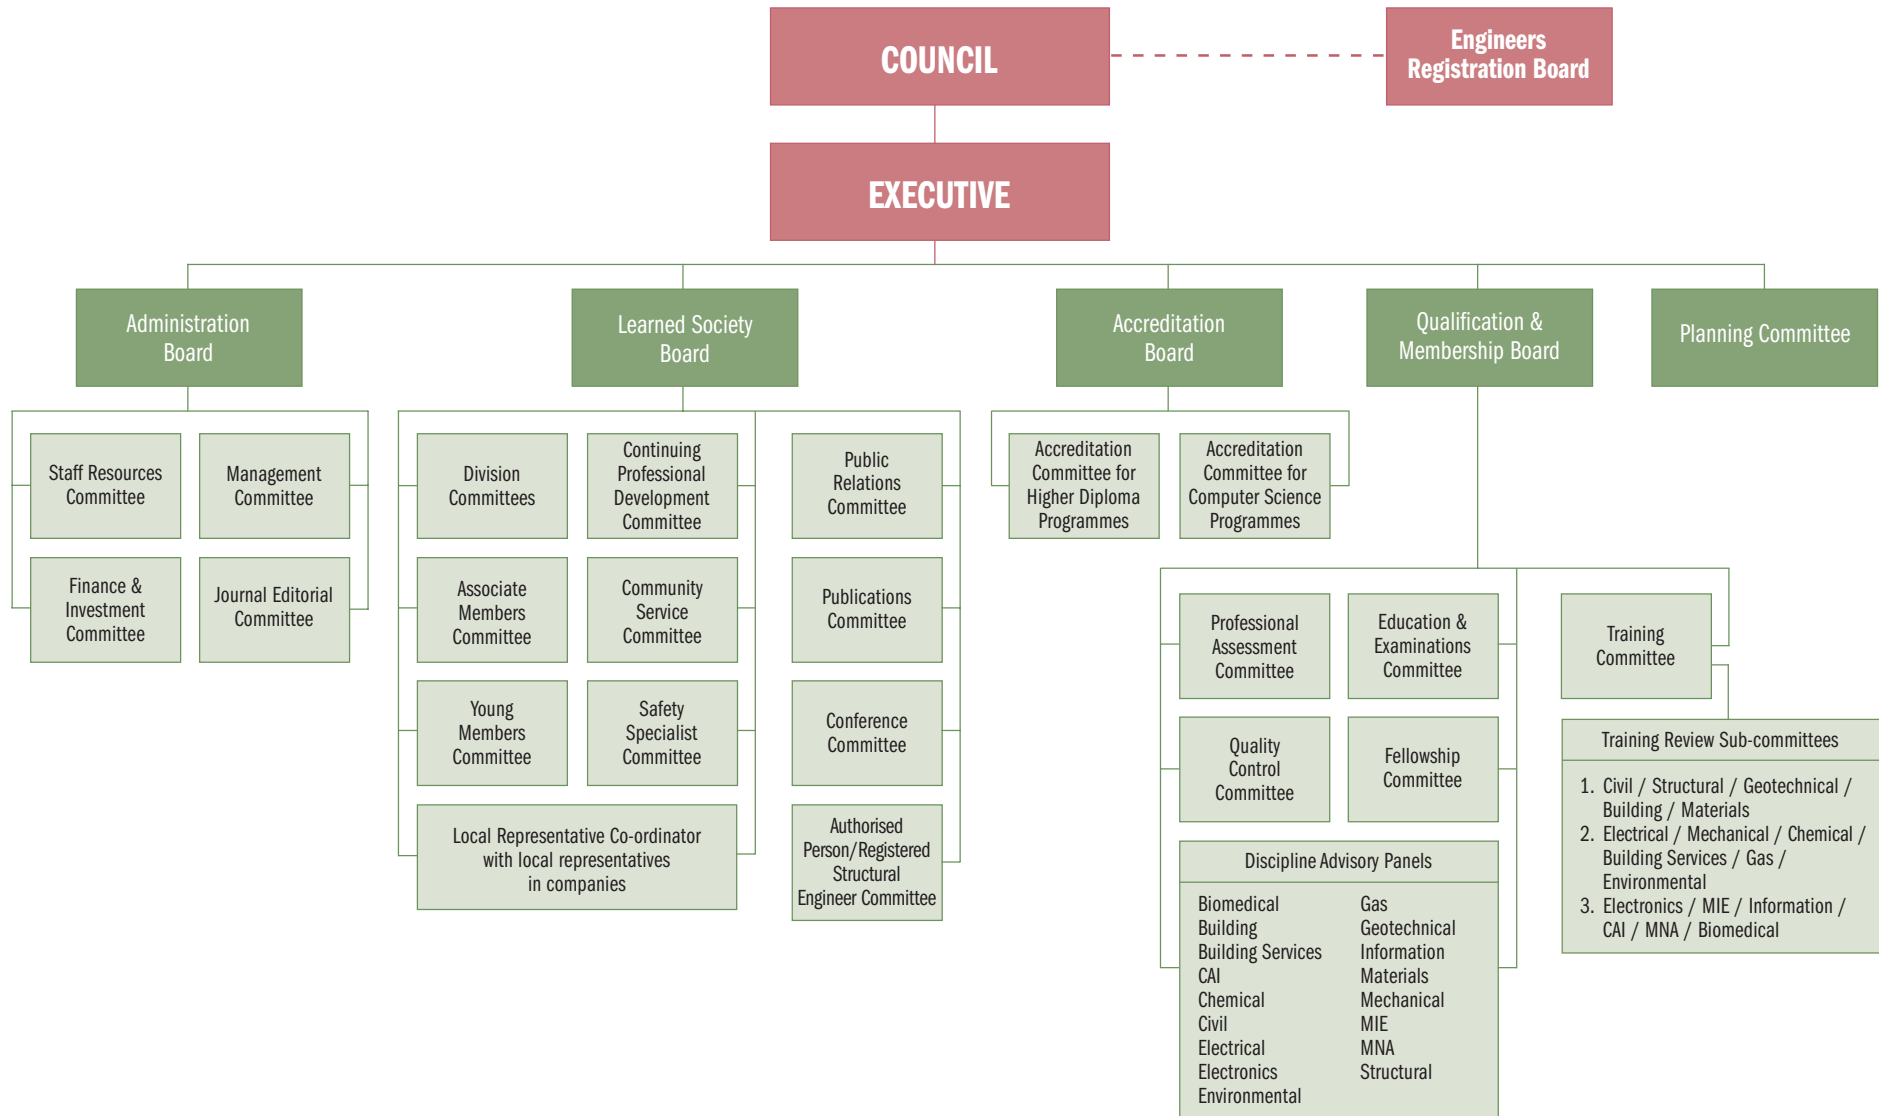 COUNCIL
Engineers
Registration Board
EXECUTIVE
Administration
Board
Learned Society
Board
Accreditation
Board
Qualification &
Membership Board
Planning Committee
Staff Resources
Committee
Management
Committee
Finance &
Investment
Committee
Journal Editorial
Committee
Division
Committees
Continuing
Professional
Development
Committee
Public
Relations
Committee
Associate
Members
Committee
Community
Service
Committee
Publications
Committee
Young
Members
Committee
Safety
Specialist
Committee
Conference
Committee
Local Representative Co-ordinator
with local representatives
in companies
Authorised
Person/Registered
Structural
Engineer Committee
Accreditation
Committee for
Higher Diploma
Programmes
Accreditation
Committee for
Computer Science
Programmes
Professional
Assessment
Committee
Education &
Examinations
Committee
Training
Committee
Quality
Control
Committee
Fellowship
Committee
Discipline Advisory Panels
Biomedical
Building
Building Services
CAI
Chemical
Civil
Electrical
Electronics
Environmental
Gas
Geotechnical
Information
Materials
Mechanical
MIE
MNA
Structural
Training Review Sub-committees
1. Civil / Structural / Geotechnical /
Building / Materials
2. Electrical / Mechanical / Chemical /
Building Services / Gas /
Environmental
3. Electronics / MIE / Information /
CAI / MNA / Biomedical